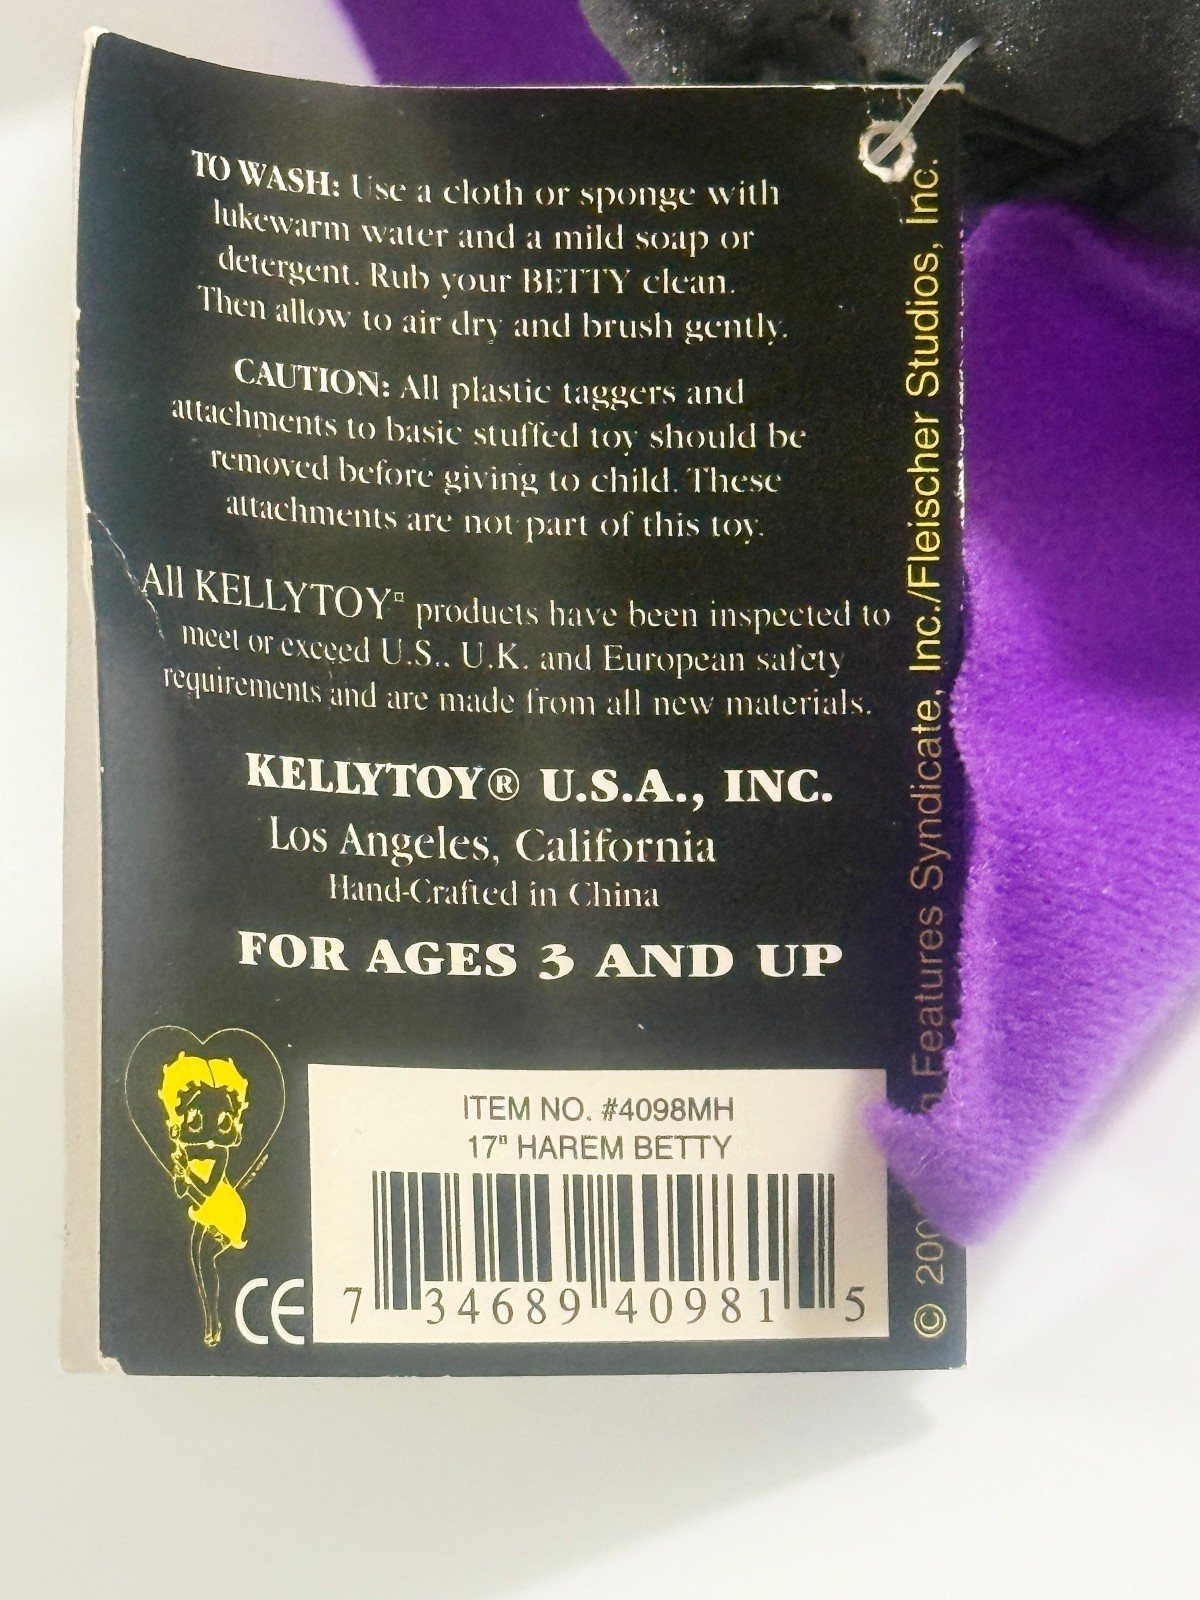 TO WASH: Use a cloth or sponge with
lukewarm water and a mild soap or
detergent. Rub your BETTY clean.
Then allow to air dry and brush gently.
CAUTION: All plastic taggers and
attachments to basic stuffed toy should be
removed before giving to child. These
attachments are not part of this toy.
All KELLYTOY¤ products have been inspected to
meet or exceed U.S., U.K. and European safety
requirements and are made from all new materials.
KELLYTOY® U.S.A., INC.
Los Angeles, California
Hand-Crafted in China
FOR AGES 3 AND UP
CE
ITEM NO. #4098MH
17" HAREM BETTY
7 34689 40981 5
© Features Syndicate, Inc./Fleischer Studios, Inc.